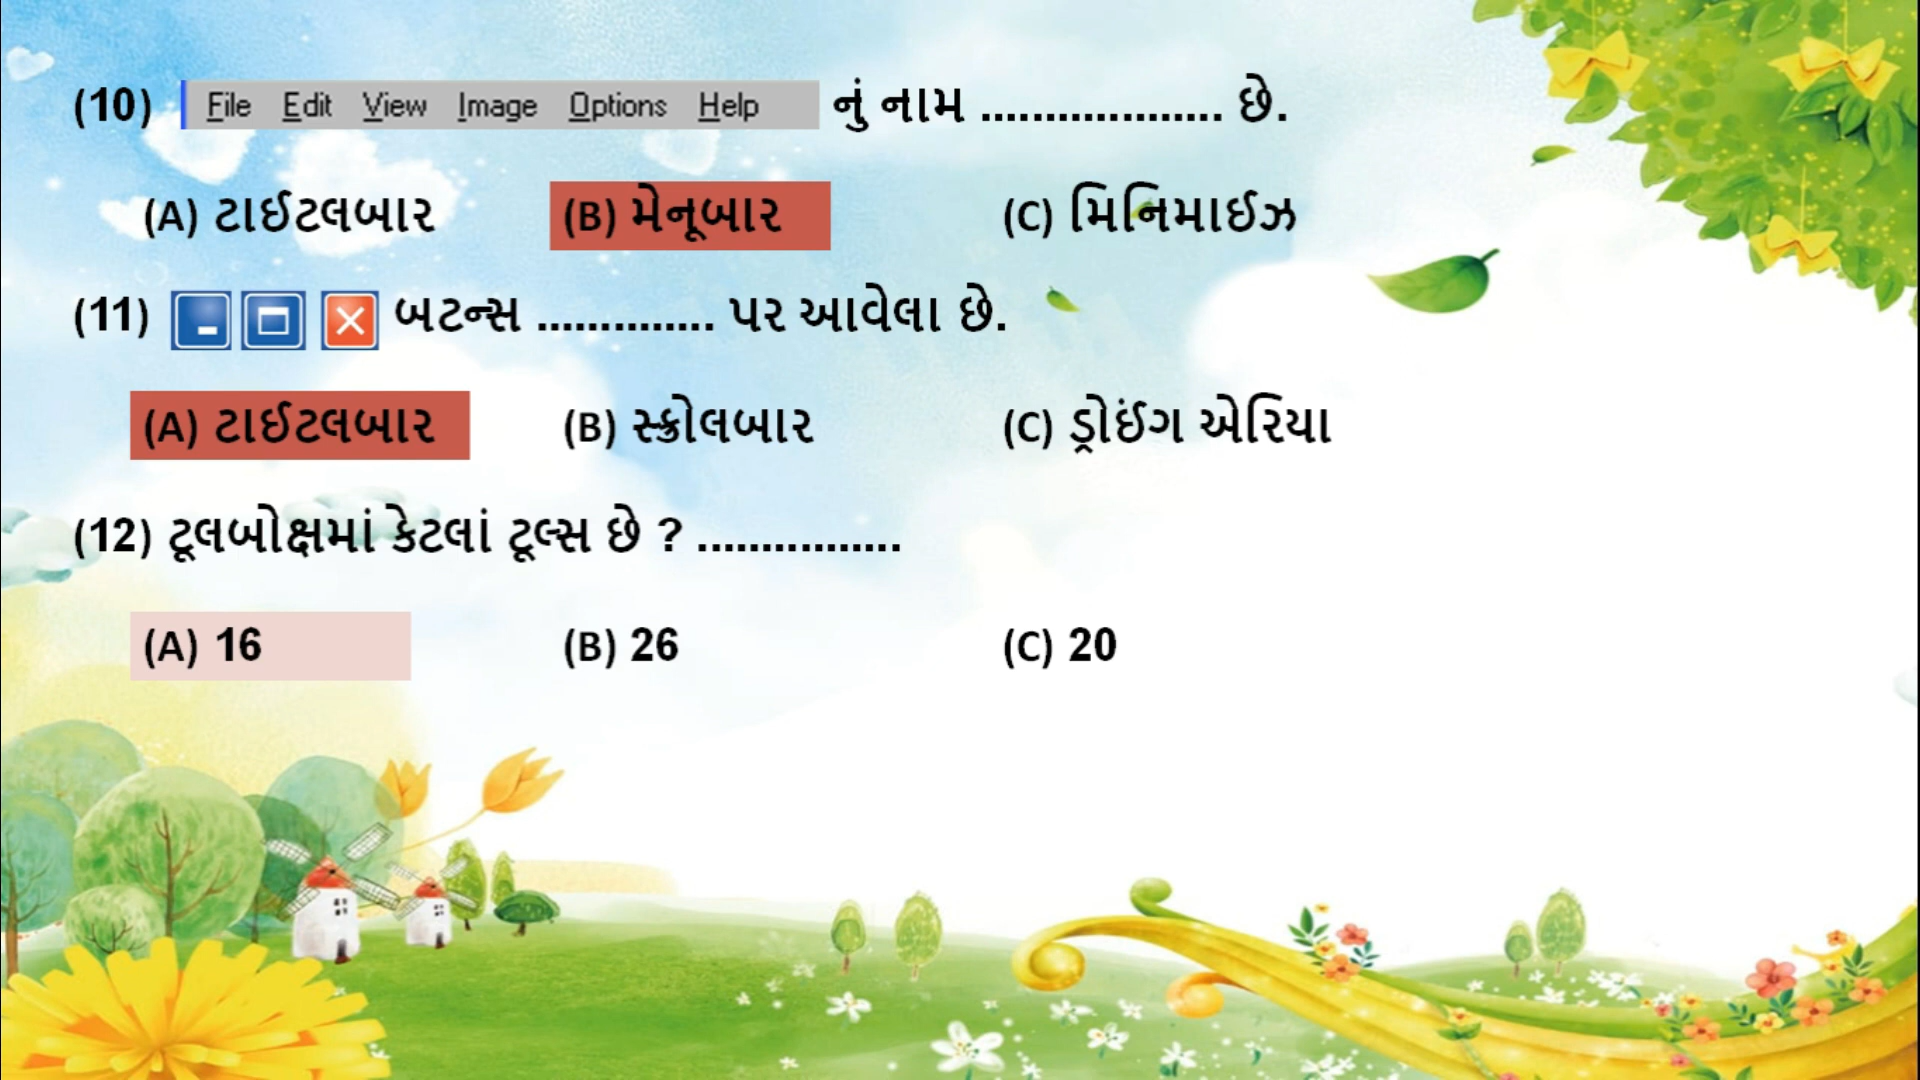 (10) File Edit View Image Options Help નું નામ ................... છે.
(A) ટાઈટલબાર (B) મેનૂબાર (C) મિનિમાઈઝ
(11) બટન્સ .............. પર આવેલા છે.
(A) ટાઈટલબાર (B) સ્ક્રોલબાર (C) ડ્રોઈંગ એરિયા
(12) ટૂલબોક્ષમાં કેટલાં ટૂલ્સ છે ? ................
(A) 16 (B) 26 (C) 20